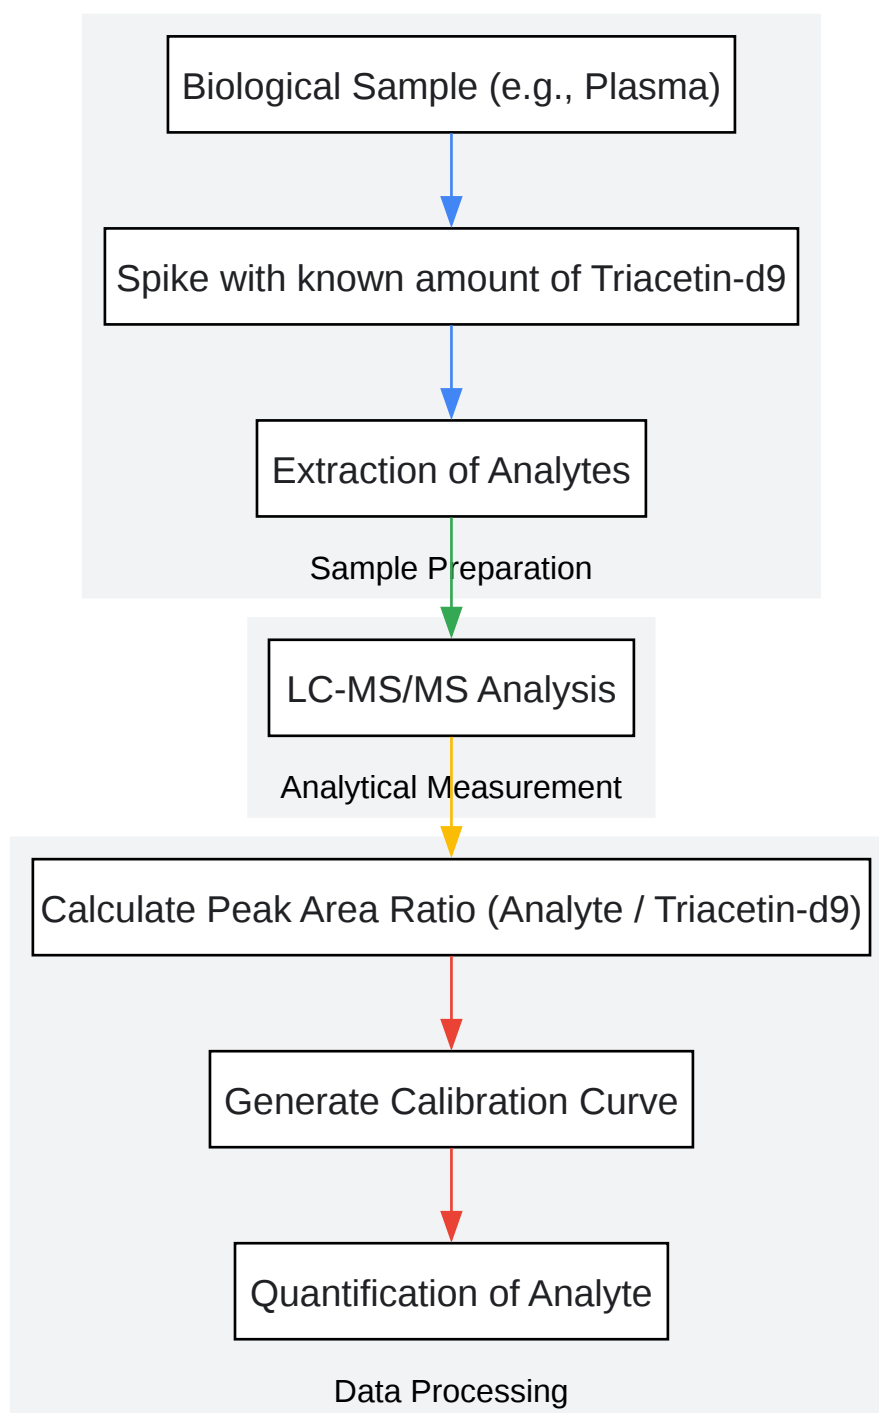 Biological Sample (e.g., Plasma)
Spike with known amount of Triacetin-d9
Extraction of Analytes
Sample Preparation
LC-MS/MS Analysis
Analytical Measurement
Calculate Peak Area Ratio (Analyte / Triacetin-d9)
Generate Calibration Curve
Quantification of Analyte
Data Processing